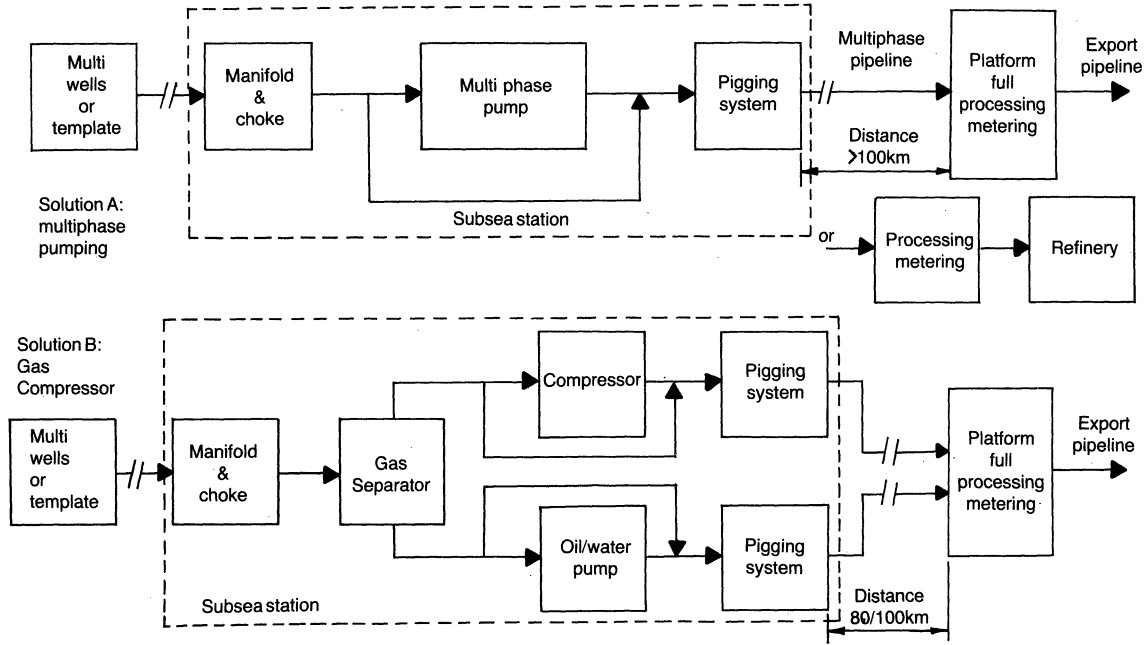 Multi
wells
or
template
Manifold
&
choke
Multi phase
pump
Pigging
system
Multiphase
pipeline
Platform
full
processing
metering
Export
pipeline
Distance
>100km
Solution A:
multiphase
pumping
Subsea station
or
Processing
metering
Refinery
Solution B:
Gas
Compressor
Multi
wells
or
template
Manifold
&
choke
Gas
Separator
Compressor
Pigging
system
Oil/water
pump
Pigging
system
Platform
full
processing
metering
Export
pipeline
Subsea station
Distance
80/100km